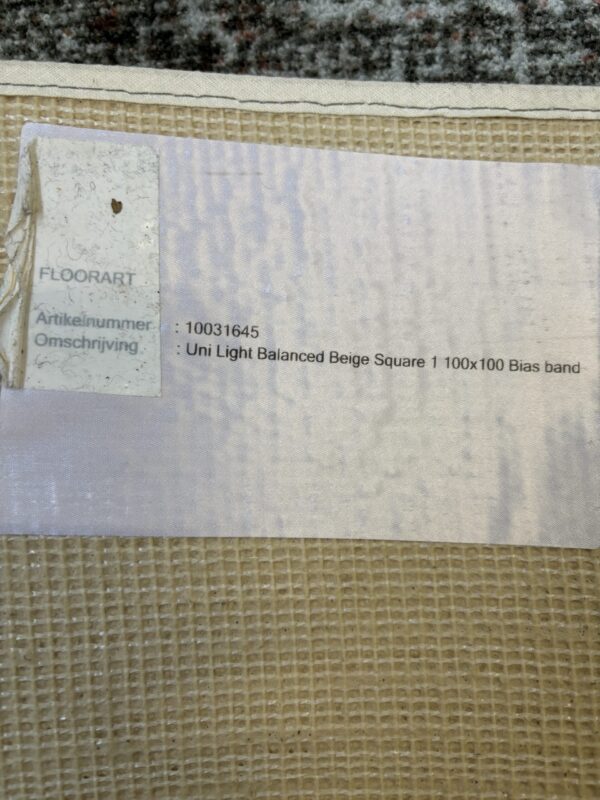 FLOORART
Artikelnummer : 10031645
Omschrijving : Uni Light Balanced Beige Square 1 100x100 Bias band